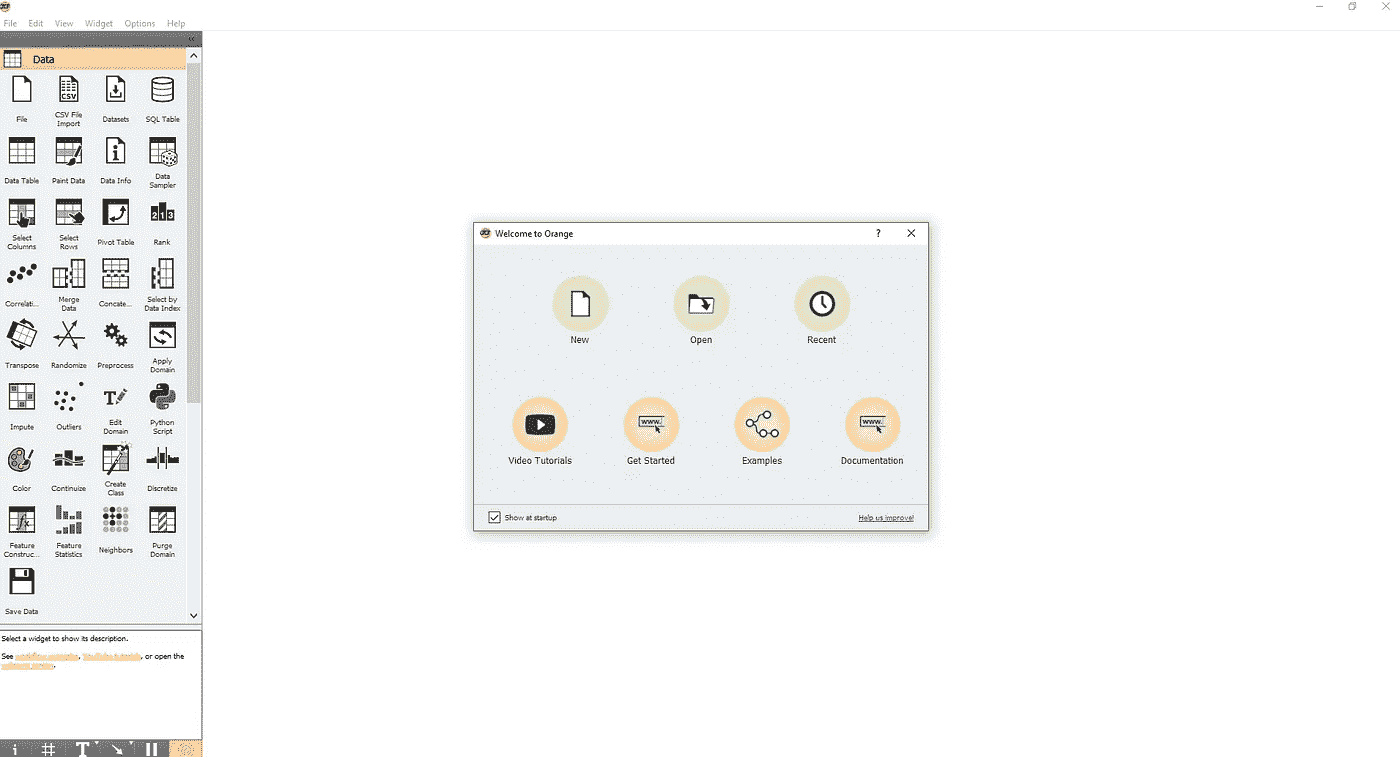 File Edit View Widget Options Help
Data
File
CSV File
Import
Datasets
SQL Table
Data Table
Paint Data
Data Info
Data
Sampler
Select
Columns
Select
Rows
Pivot Table
Rank
Correlati...
Merge
Data
Concate...
Select by
Data Index
Transpose
Randomize
Preprocess
Apply
Domain
Impute
Outliers
Edit
Domain
Python
Script
Color
Continuize
Create
Class
Discretize
Feature
Construc...
Feature
Statistics
Neighbors
Purge
Domain
Save Data
Select a widget to show its description.
See , , or open the
.
Welcome to Orange
?
New
Open
Recent
Video Tutorials
www.
Get Started
Examples
www.
Documentation
Show at startup
Help us improve!